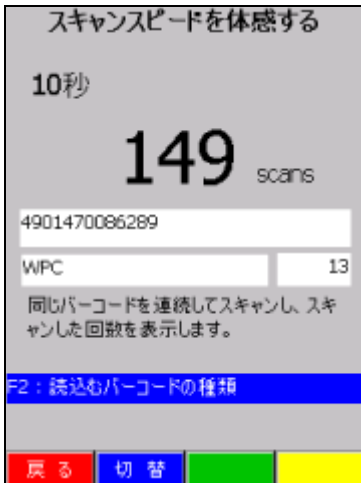 スキャンスピードを体感する
10秒
149 scans
4901470086289
WPC 13
同じバーコードを連続してスキャンし、スキ
ャンした回数を表示します。
F2：読込むバーコードの種類
戻る 切替